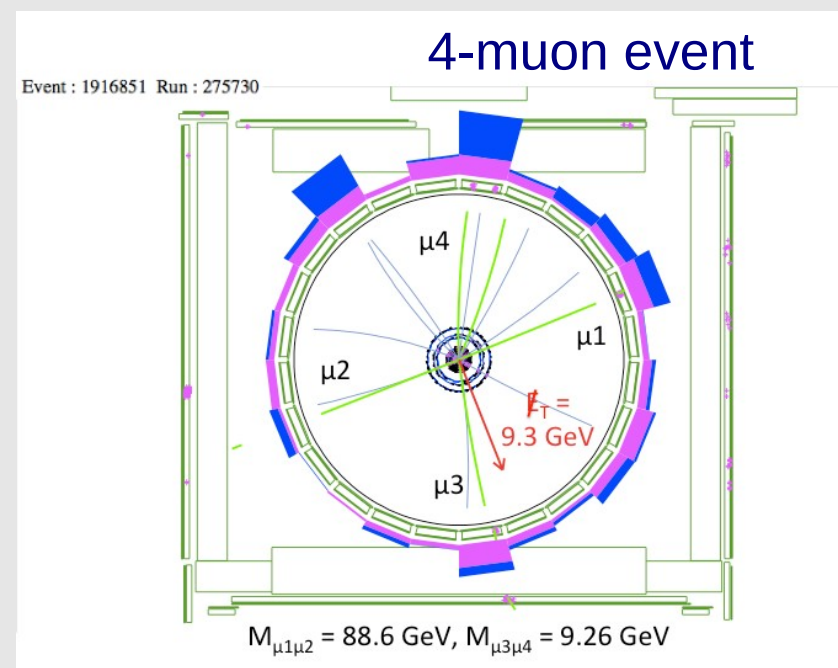 4-muon event
Event : 1916851 Run : 275730
μ4
μ1
μ2
E̸T =
9.3 GeV
μ3
Mμ1μ2 = 88.6 GeV, Mμ3μ4 = 9.26 GeV